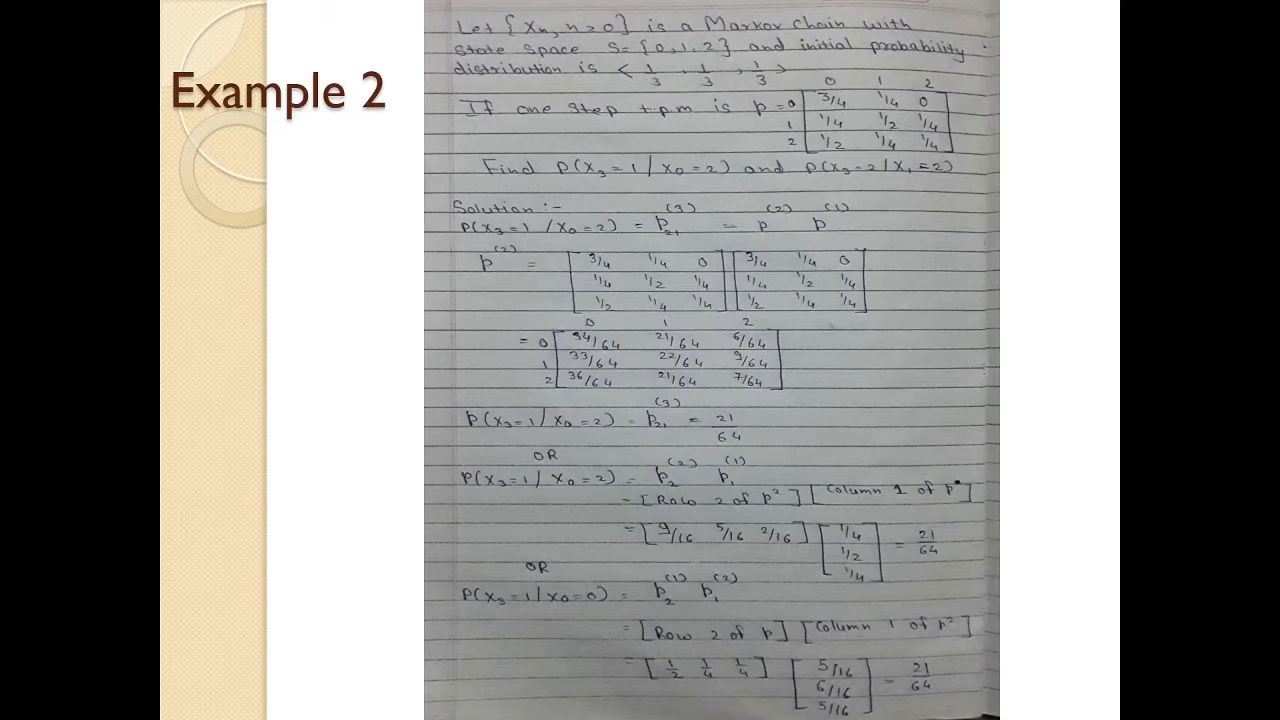 Example 2
Let {Xn, n≥0} is a Markov chain with
state space S={0,1,2} and initial probability
distribution is < 1/3, 1/3, 1/3 >
0 1 2
If one step t.p.m is p = 0 [ 3/4 1/4 0
1 1/4 1/2 1/4
2 1/2 1/4 1/4 ]
Find P(X3=1/X0=2) and P(X3=2/X1=2)
Solution :-
P(X3=1/X0=2) = P21^(3) = P^(2) P^(1)
P^(2) = [ 3/4 1/4 0 ] [ 3/4 1/4 0 ]
1/4 1/2 1/4 1/4 1/2 1/4
1/2 1/4 1/4 1/2 1/4 1/4
0 1 2
= 0 [ 34/64 21/64 6/64 ]
1 33/64 22/64 9/64
2 36/64 21/64 7/64
P(X3=1/X0=2) = P21^(3) = 21/64
OR
P(X3=1/X0=2) = P2^(2) P1^(1)
= [Row 2 of P²] [Column 1 of P]
= [9/16 5/16 2/16] [ 1/4 1/2 1/4 ] = 21/64
OR
P(X3=1/X0=0) = P2^(1) P1^(2)
= [Row 2 of P] [Column 1 of P²]
= [1/2 1/4 1/4] [ 5/16 6/16 5/16 ] = 21/64